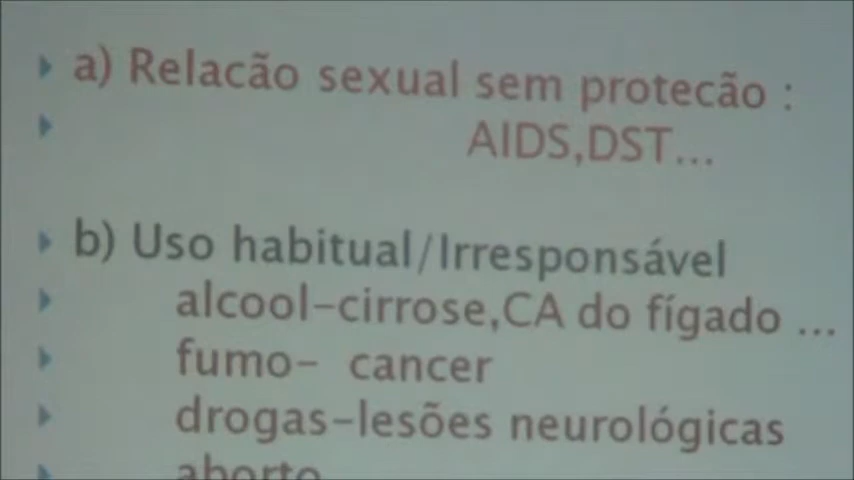 a) Relacão sexual sem protecão :
AIDS,DST...
b) Uso habitual/Irresponsável
alcool-cirrose,CA do fígado ...
fumo- cancer
drogas-lesões neurológicas
aborto